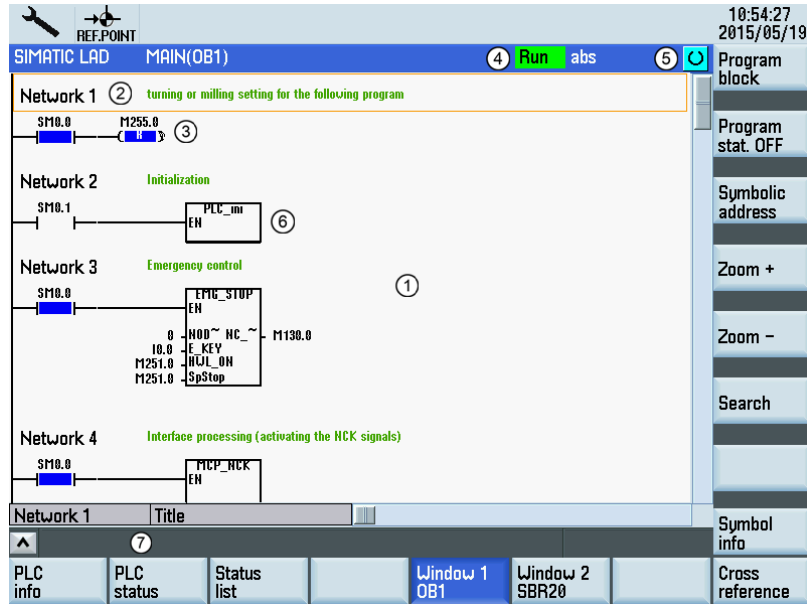 REF.POINT
10:54:27
2015/05/19
SIMATIC LAD MAIN(OB1) 4 Run abs 5
Program
block
Network 1 2 turning or milling setting for the following program
SM0.0 M255.0
R 3
Program
stat. OFF
Network 2 Initialization
SM0.1 PLC_ini
EN 6
Symbolic
address
Network 3 Emergency control
1
SM0.0 EMG_STOP
EN
Zoom +
0 NOD~ NC_~ M130.0
I0.0 E_KEY
M251.0 HWL_ON
M251.0 SpStop
Zoom -
Search
Network 4 Interface processing (activating the NCK signals)
SM0.0 MCP_NCK
EN
Network 1 Title
Symbol
info
7
PLC
info
PLC
status
Status
list
Window 1
OB1
Window 2
SBR20
Cross
reference